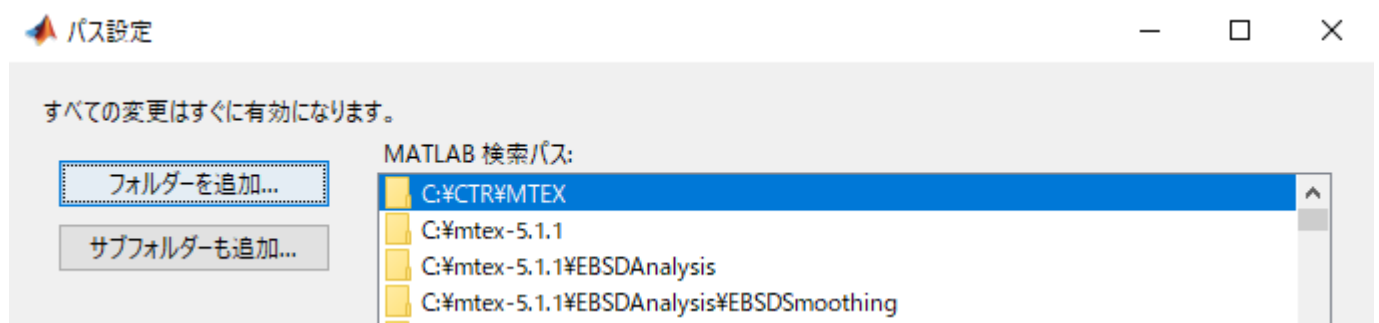 パス設定
すべての変更はすぐに有効になります。
フォルダーを追加...
サブフォルダーも追加...
MATLAB 検索パス:
C:¥CTR¥MTEX
C:¥mtex-5.1.1
C:¥mtex-5.1.1¥EBSDAnalysis
C:¥mtex-5.1.1¥EBSDAnalysis¥EBSDSmoothing